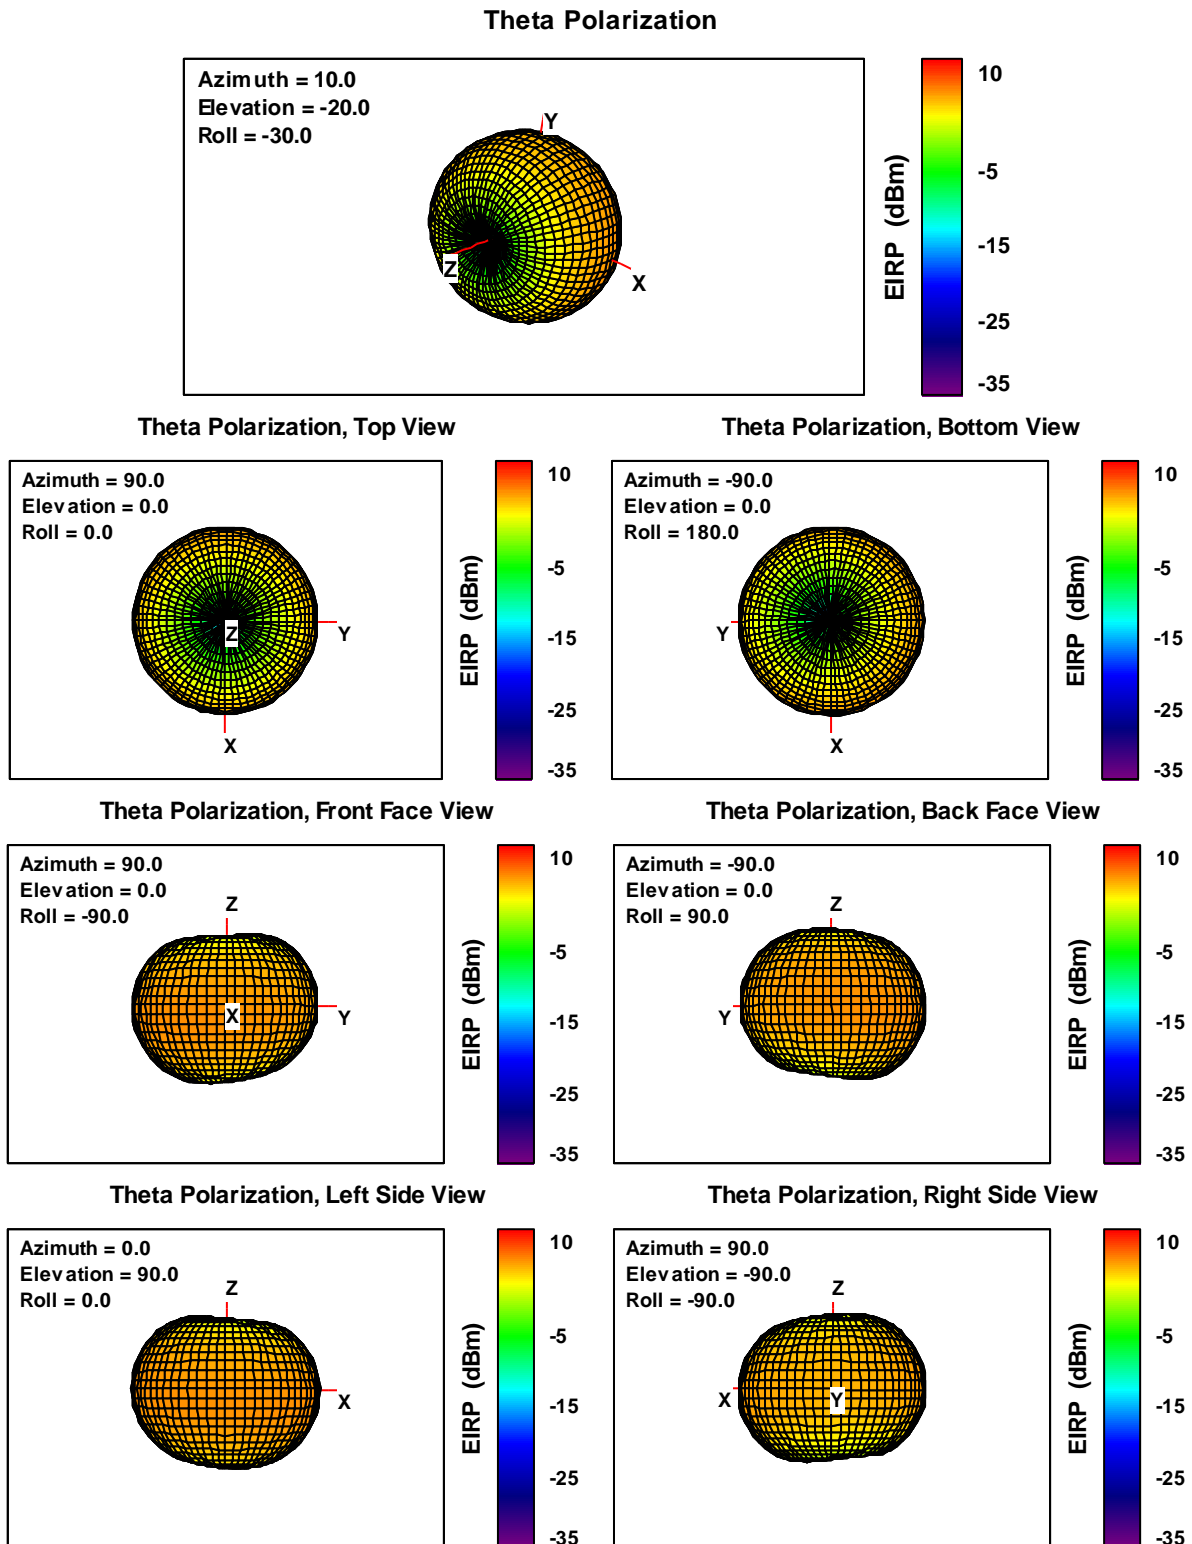 Theta Polarization
Azimuth = 10.0
Elevation = -20.0
Roll = -30.0
Y
Z
X
EIRP (dBm)
10
-5
-15
-25
-35
Theta Polarization, Top View
Azimuth = 90.0
Elevation = 0.0
Roll = 0.0
Z
Y
X
EIRP (dBm)
10
-5
-15
-25
-35
Theta Polarization, Bottom View
Azimuth = -90.0
Elevation = 0.0
Roll = 180.0
Y
X
EIRP (dBm)
10
-5
-15
-25
-35
Theta Polarization, Front Face View
Azimuth = 90.0
Elevation = 0.0
Roll = -90.0
Z
X
Y
EIRP (dBm)
10
-5
-15
-25
-35
Theta Polarization, Back Face View
Azimuth = -90.0
Elevation = 0.0
Roll = 90.0
Z
Y
EIRP (dBm)
10
-5
-15
-25
-35
Theta Polarization, Left Side View
Azimuth = 0.0
Elevation = 90.0
Roll = 0.0
Z
X
EIRP (dBm)
10
-5
-15
-25
-35
Theta Polarization, Right Side View
Azimuth = 90.0
Elevation = -90.0
Roll = -90.0
Z
X
Y
EIRP (dBm)
10
-5
-15
-25
-35